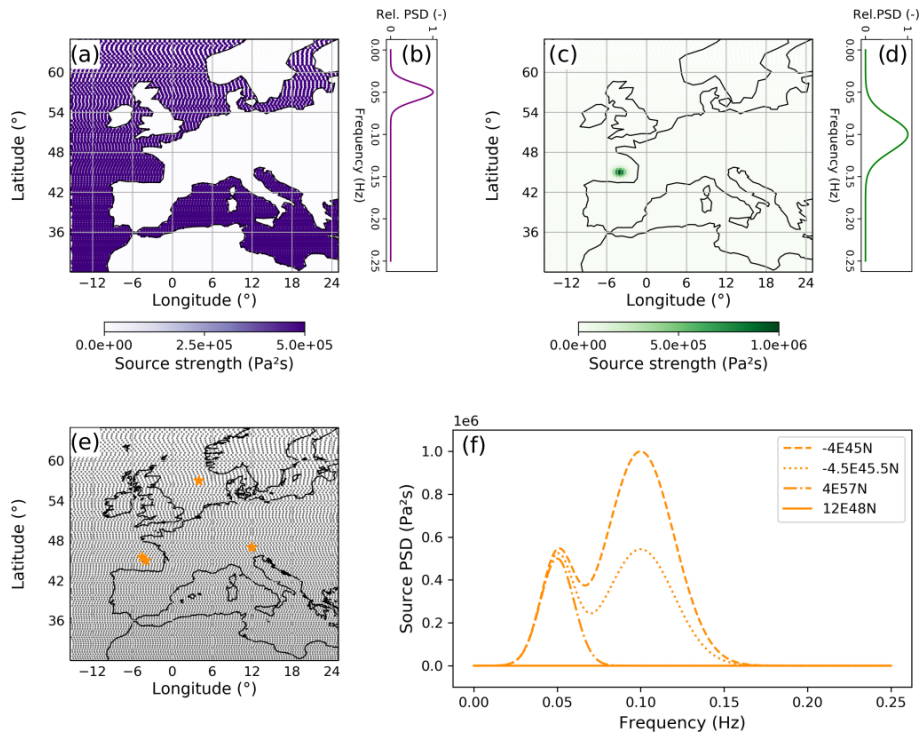 Rel. PSD (-)
0 1
(a)
(b)
60
54
48
42
36
Latitude (°)
−12 −6 0 6 12 18 24
Longitude (°)
0.00
0.05
0.10
0.15
0.20
0.25
Frequency (Hz)
0.0e+00 2.5e+05 5.0e+05
Source strength (Pa²s)
Rel.PSD (-)
0 1
(c)
(d)
60
54
48
42
36
Latitude (°)
−12 −6 0 6 12 18 24
Longitude (°)
0.00
0.05
0.10
0.15
0.20
0.25
Frequency (Hz)
0.0e+00 5.0e+05 1.0e+06
Source strength (Pa²s)
(e)
60
54
48
42
36
Latitude (°)
−12 −6 0 6 12 18 24
Longitude (°)
1e6
(f)
1.0
0.8
0.6
0.4
0.2
0.0
Source PSD (Pa²s)
-4E45N
-4.5E45.5N
4E57N
12E48N
0.00 0.05 0.10 0.15 0.20 0.25
Frequency (Hz)